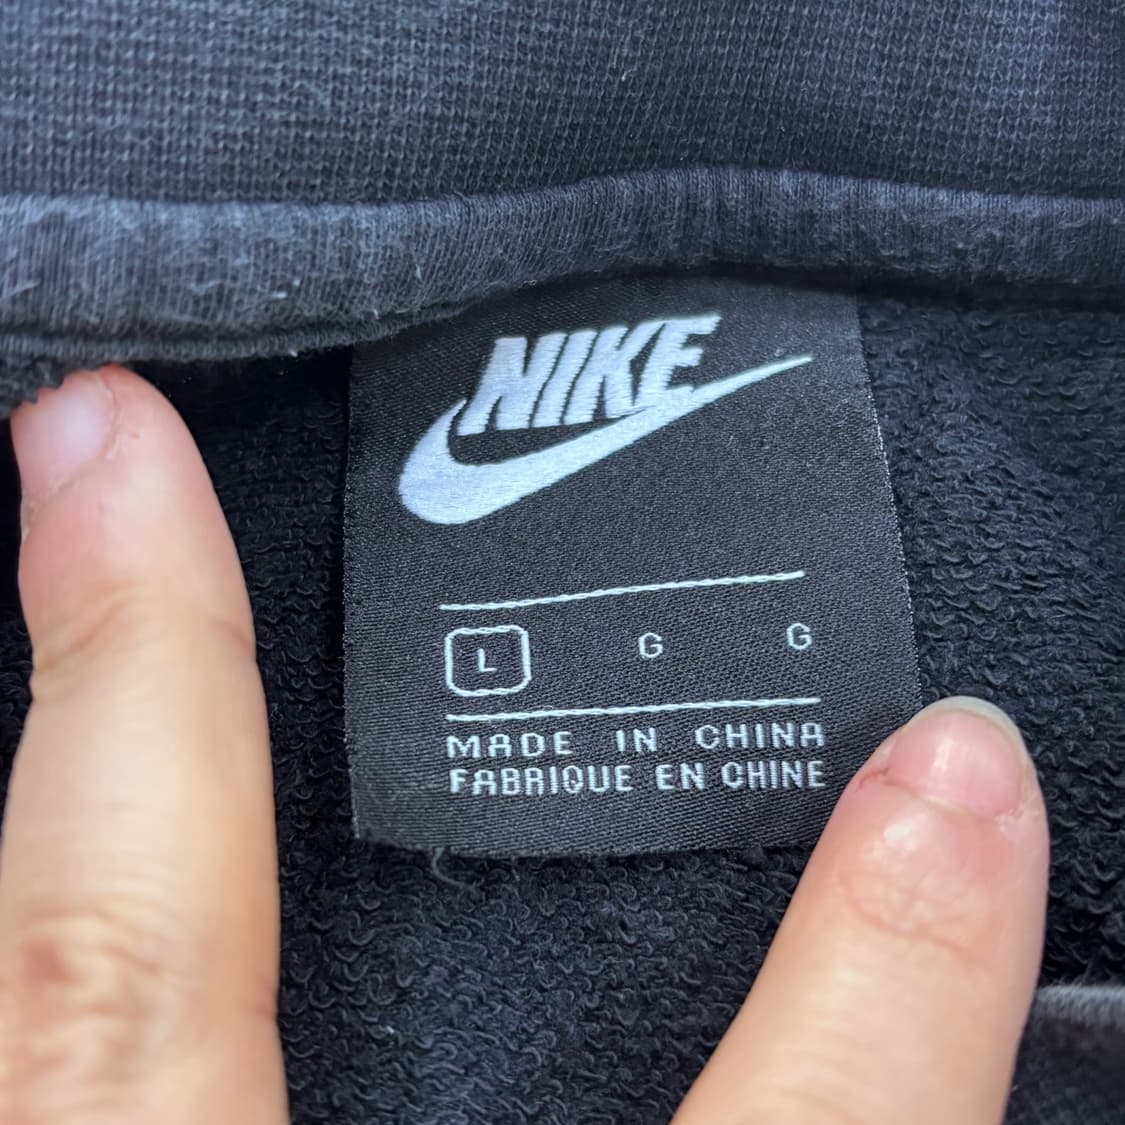 NIKE
L G G
MADE IN CHINA
FABRIQUE EN CHINE